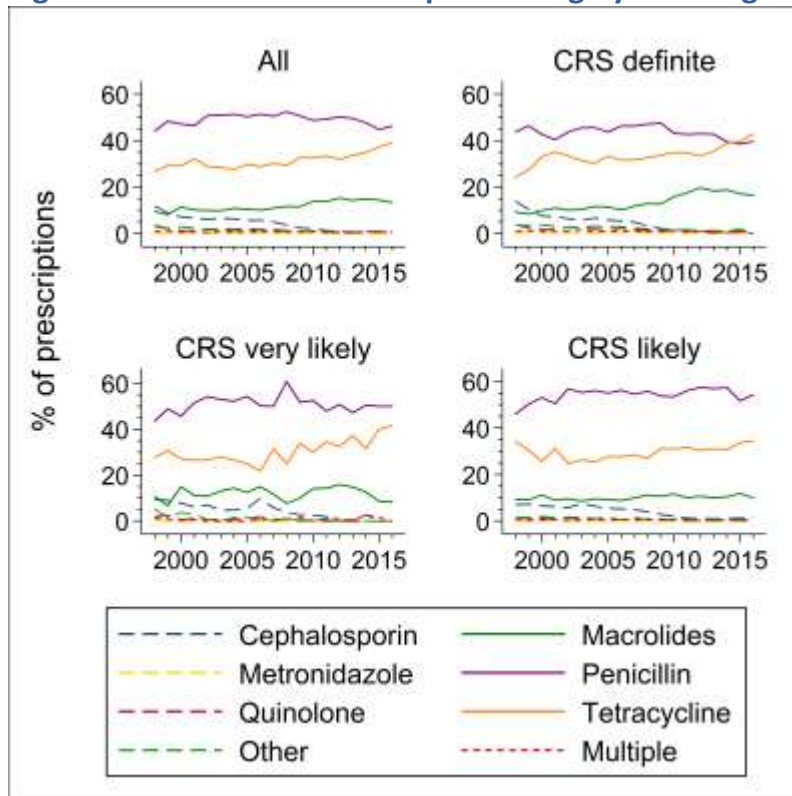 All
CRS definite
60
40
20
0
2000 2005 2010 2015
60
40
20
0
2000 2005 2010 2015
CRS very likely
CRS likely
60
40
20
0
2000 2005 2010 2015
60
40
20
0
2000 2005 2010 2015
% of prescriptions
Cephalosporin
Macrolides
Metronidazole
Penicillin
Quinolone
Tetracycline
Other
Multiple